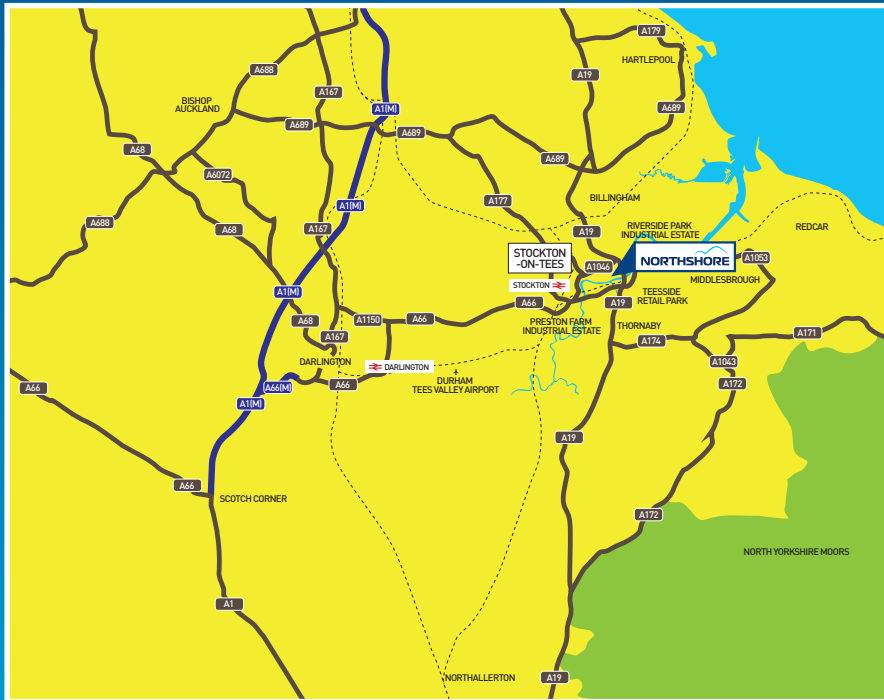 A179
HARTLEPOOL
A688
A19
A167
BISHOP
AUCKLAND
A1(M)
A689
A689
A689
A68
A689
A6072
A177
BILLINGHAM
A1(M)
A688
A68
A167
A19
RIVERSIDE PARK
INDUSTRIAL ESTATE
REDCAR
STOCKTON
-ON-TEES
A1046
NORTHSHORE
A1053
MIDDLESBROUGH
STOCKTON
A1(M)
TEESSIDE
RETAIL PARK
A66
A19
A68
A1150
A66
PRESTON FARM
INDUSTRIAL ESTATE
THORNABY
A171
A167
A174
DARLINGTON
DARLINGTON
A1043
DURHAM
TEES VALLEY AIRPORT
A66
A66(M)
A66
A172
A1(M)
A19
A66
SCOTCH CORNER
A172
NORTH YORKSHIRE MOORS
A1
NORTHALLERTON
A19